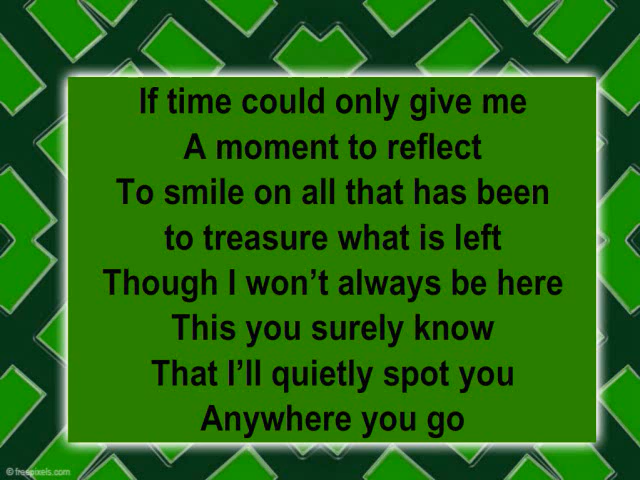 If time could only give me
A moment to reflect
To smile on all that has been
to treasure what is left
Though I won’t always be here
This you surely know
That I’ll quietly spot you
Anywhere you go
© freepixels.com